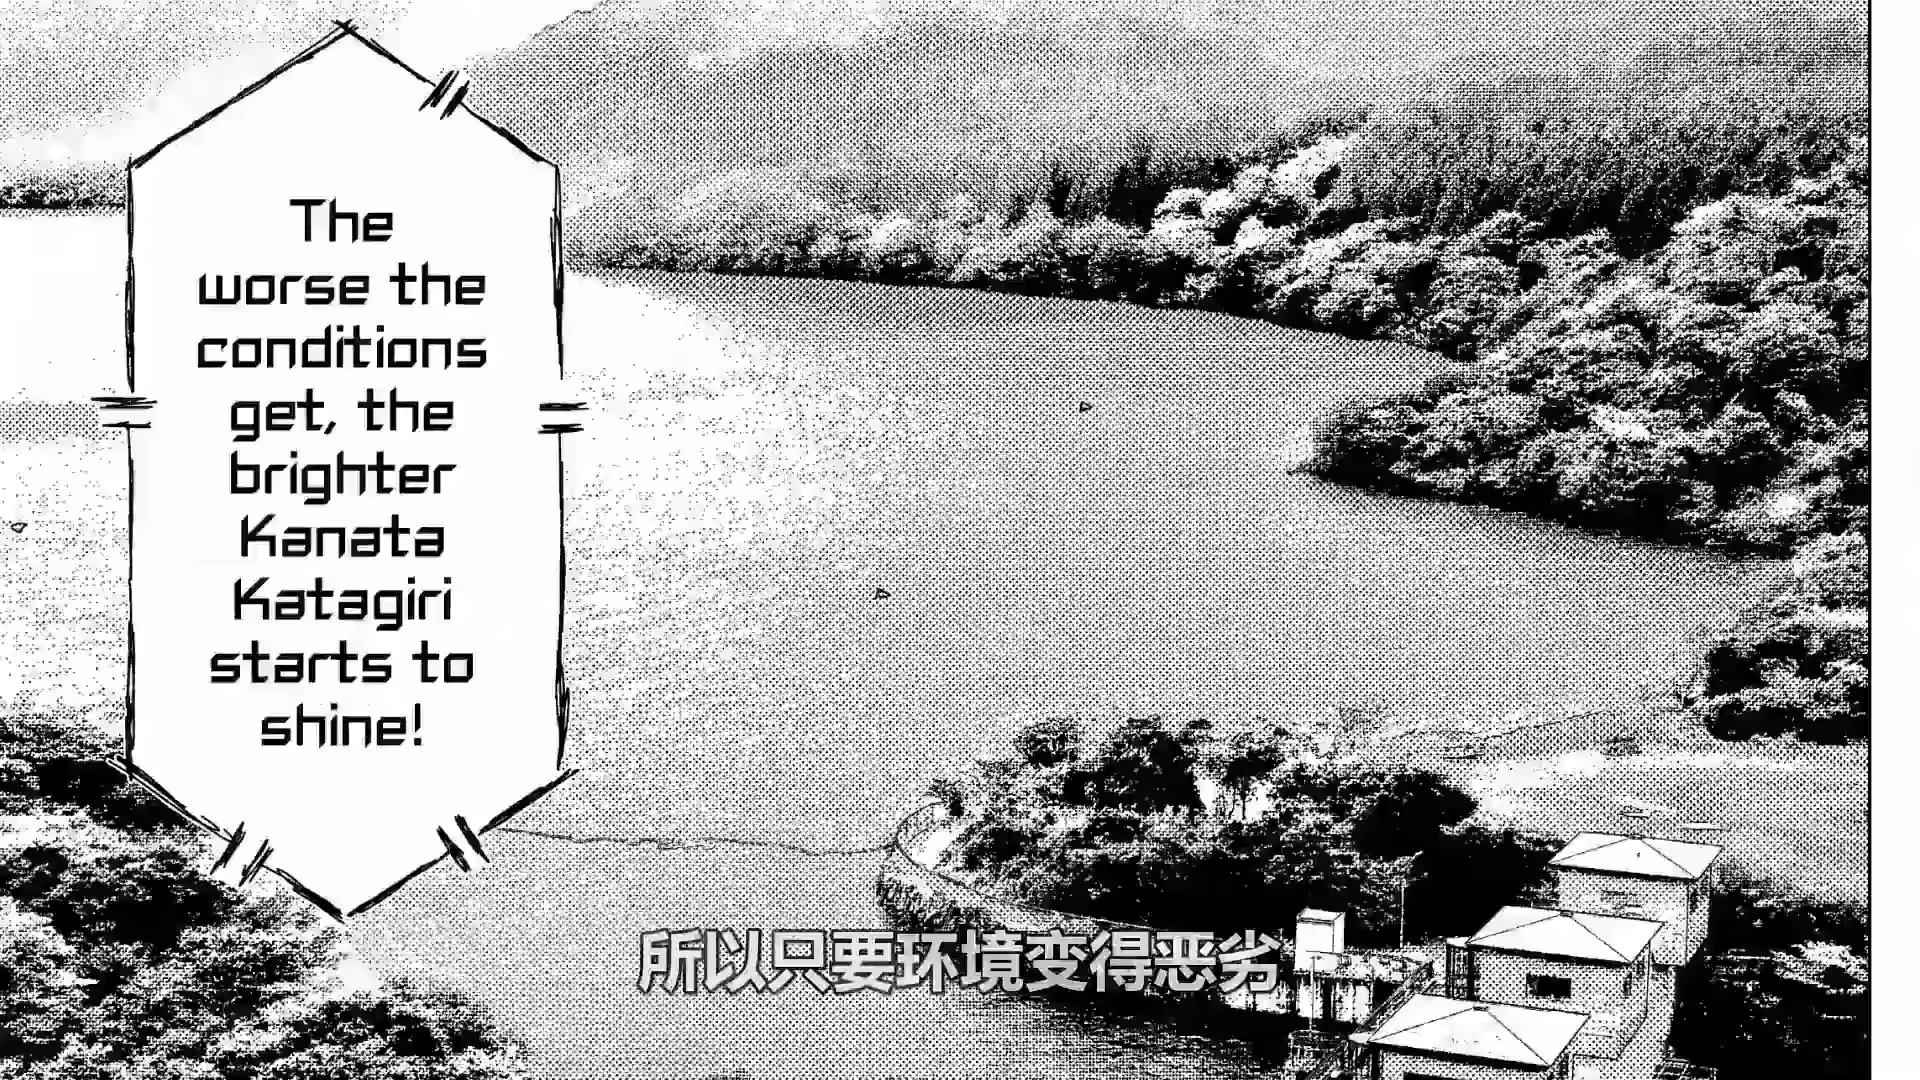 The
worse the
conditions
get, the
brighter
Kanata
Katagiri
starts to
shine!
所以只要环境变得恶劣